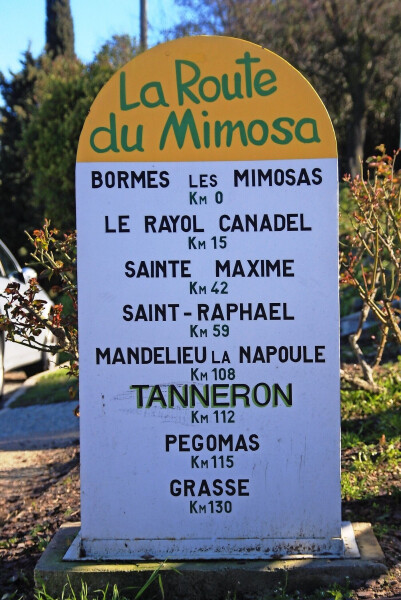 La Route
du Mimosa
BORMES LES MIMOSAS
KM 0
LE RAYOL CANADEL
KM 15
SAINTE MAXIME
KM 42
SAINT-RAPHAEL
KM 59
MANDELIEU LA NAPOULE
KM 108
TANNERON
KM 112
PEGOMAS
KM 115
GRASSE
KM 130